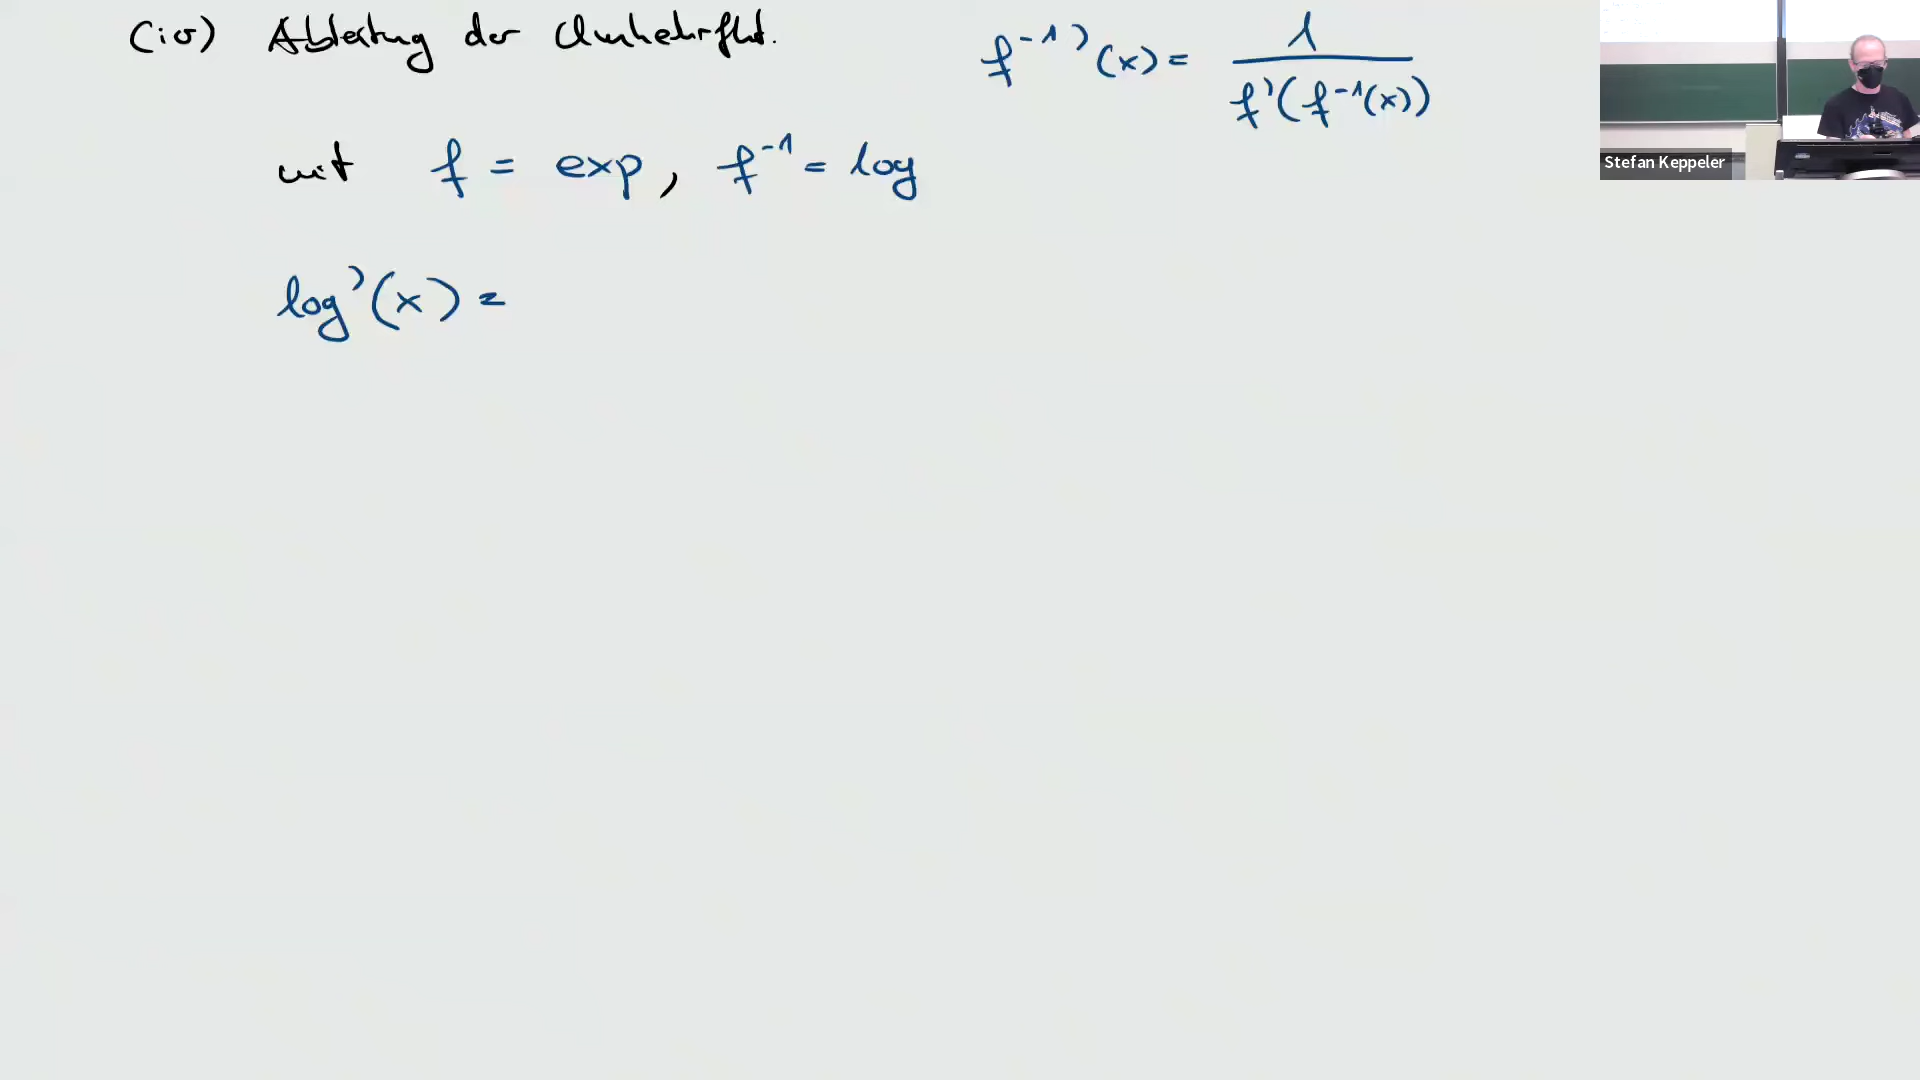 (iv) Ableitung der Umkehrfkt. f⁻¹'(x) = 1 / f'(f⁻¹(x))
mit f = exp, f⁻¹ = log
log'(x) =
Stefan Keppeler